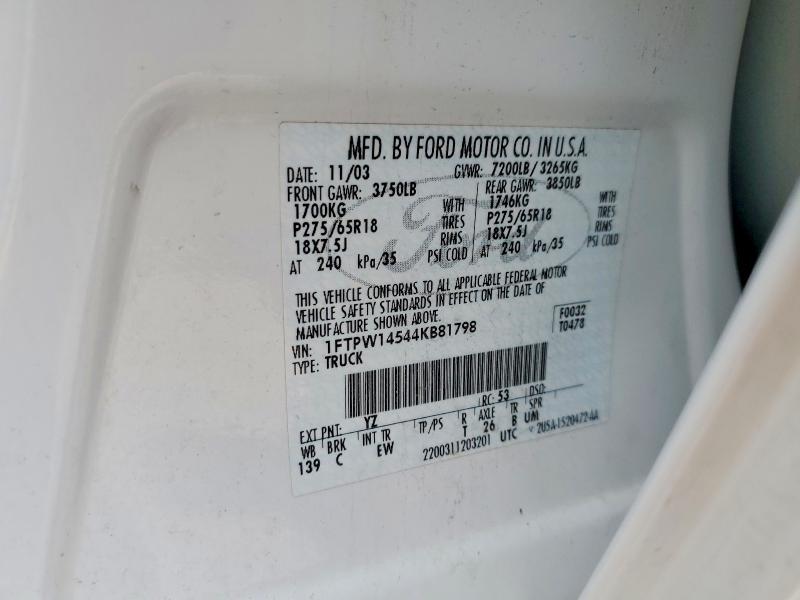 MFD. BY FORD MOTOR CO. IN U.S.A.
DATE: 11/03 GVWR: 7200LB/3265KG
FRONT GAWR: 3750LB REAR GAWR: 3850LB
1700KG WITH 1746KG WITH
P275/65R18 TIRES P275/65R18 TIRES
18X7.5J RIMS 18X7.5J RIMS
AT 240 kPa/35 PSI COLD AT 240 kPa/35 PSI COLD
Ford
THIS VEHICLE CONFORMS TO ALL APPLICABLE FEDERAL MOTOR
VEHICLE SAFETY STANDARDS IN EFFECT ON THE DATE OF
MANUFACTURE SHOWN ABOVE.
F0032
VIN: 1FTPW14544KB81798 T0478
TYPE: TRUCK
EXT PNT: YZ RC: 53 DSO:
WB BRK INT TR TP/PS R AXLE TR SPR
139 C EW T 26 B UM
2200311203201 UTC